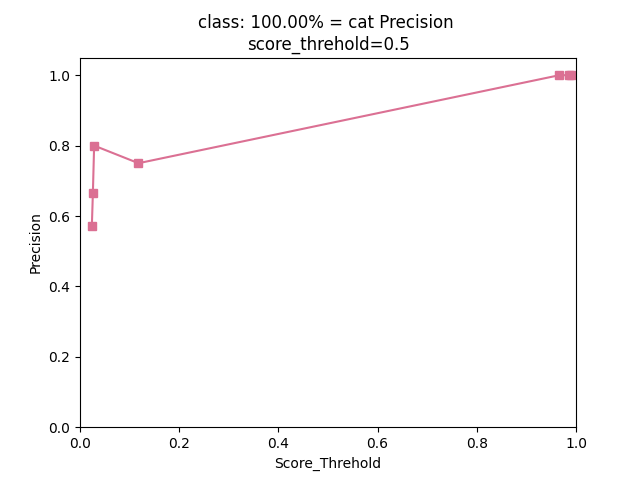 class: 100.00% = cat Precision
score_threhold=0.5
1.0
0.8
0.6
0.4
0.2
0.0
Precision
0.0 0.2 0.4 0.6 0.8 1.0
Score_Threhold